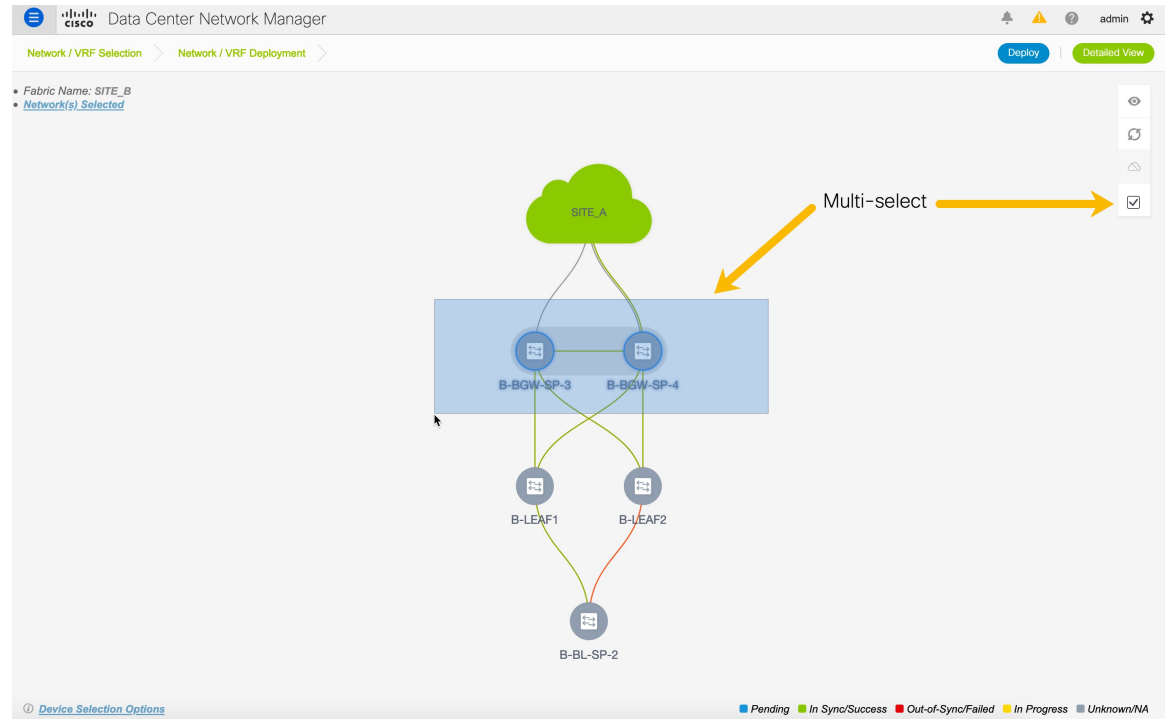 cisco Data Center Network Manager
admin
Network / VRF Selection
Network / VRF Deployment
Deploy
Detailed View
Fabric Name: SITE_B
Network(s) Selected
SITE_A
Multi-select
B-BGW-SP-3
B-BGW-SP-4
B-LEAF1
B-LEAF2
B-BL-SP-2
Device Selection Options
Pending In Sync/Success Out-of-Sync/Failed In Progress Unknown/NA